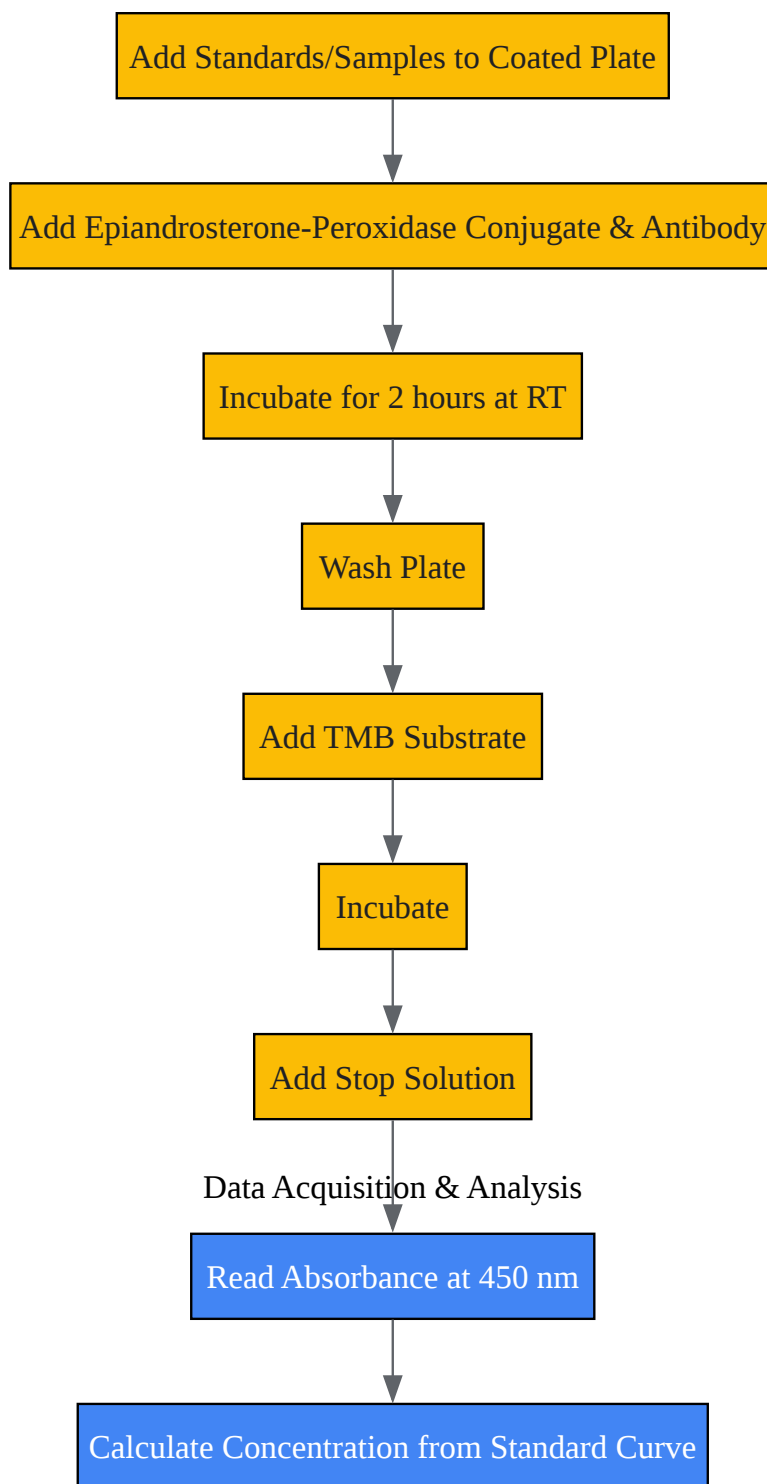 Add Standards/Samples to Coated Plate
Add Epiandrosterone-Peroxidase Conjugate & Antibody
Incubate for 2 hours at RT
Wash Plate
Add TMB Substrate
Incubate
Add Stop Solution
Data Acquisition & Analysis
Read Absorbance at 450 nm
Calculate Concentration from Standard Curve